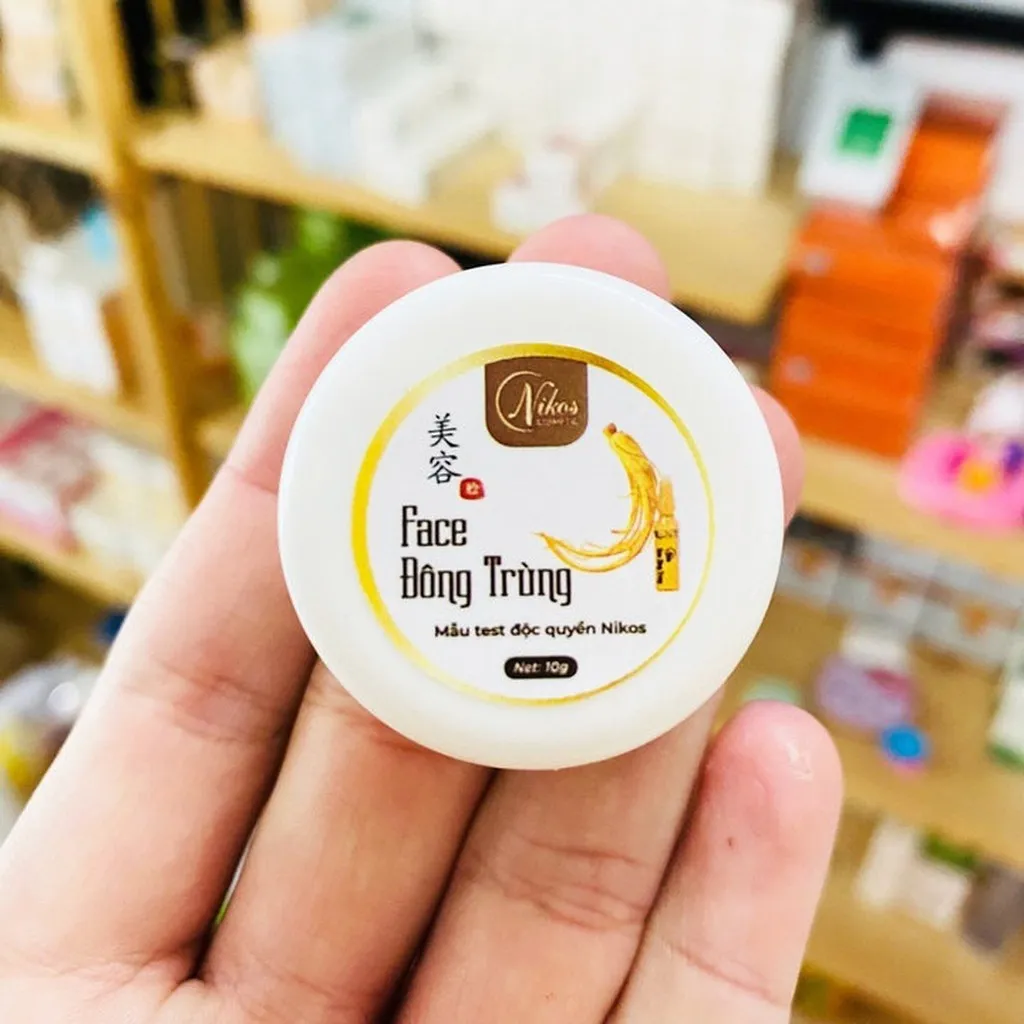 Nikos
美
容
Face
Đông Trùng
Mẫu test độc quyền Nikos
Net: 10g